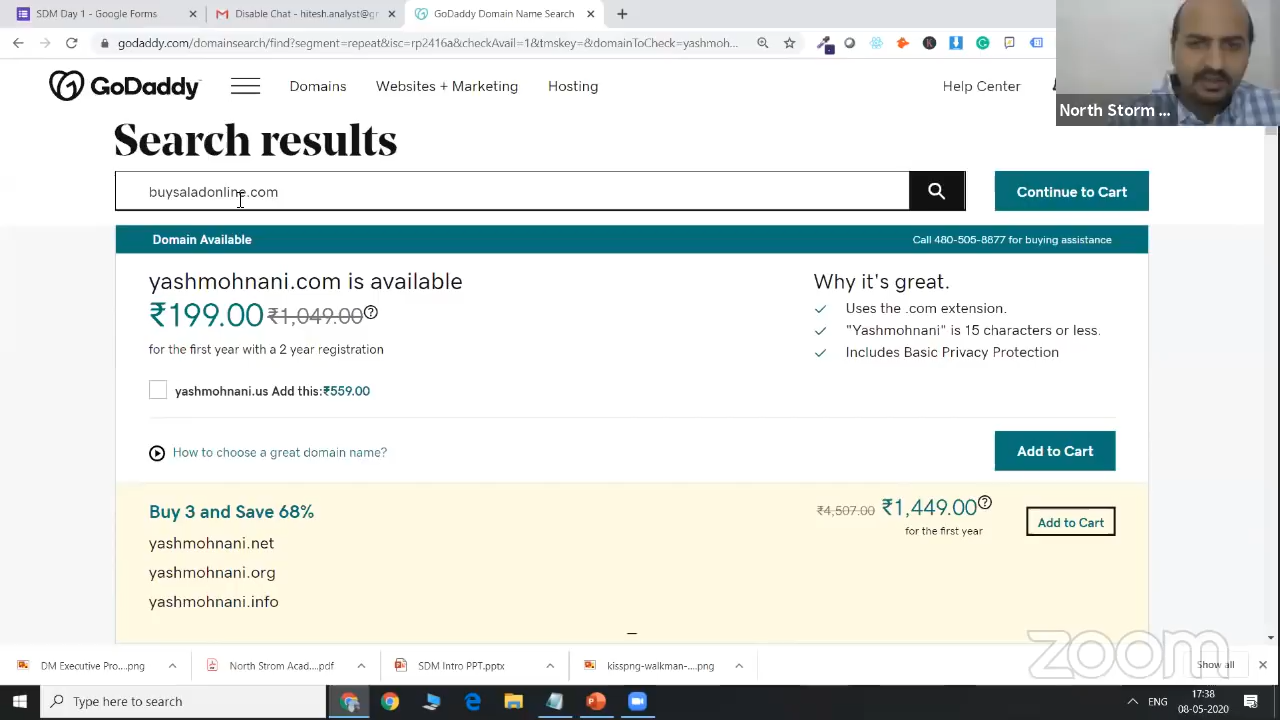 SDM Day - 1 - Google Slides
(1,034) - hitesh.analyst@gr
GoDaddy Domain Name Search
godaddy.com/domainsearch/find?segment=repeat&isc=rp2416a&checkAvail=1&tmskey=&domainToCheck=yashmoh...
GoDaddy
Domains
Websites + Marketing
Hosting
Help Center
North Storm ...
Search results
buysaladonline.com
Continue to Cart
Domain Available
Call 480-505-8877 for buying assistance
yashmohnani.com is available
₹199.00 ₹1,049.00
for the first year with a 2 year registration
yashmohnani.us Add this:₹559.00
Why it's great.
Uses the .com extension.
"Yashmohnani" is 15 characters or less.
Includes Basic Privacy Protection
How to choose a great domain name?
Add to Cart
Buy 3 and Save 68%
₹4,507.00 ₹1,449.00
for the first year
Add to Cart
yashmohnani.net
yashmohnani.org
yashmohnani.info
zoom
DM Executive Pro....png
North Strom Acad....pdf
SDM Intro PPT.pptx
kisspng-walkman-....png
Show all
Type here to search
ENG
17:38
08-05-2020